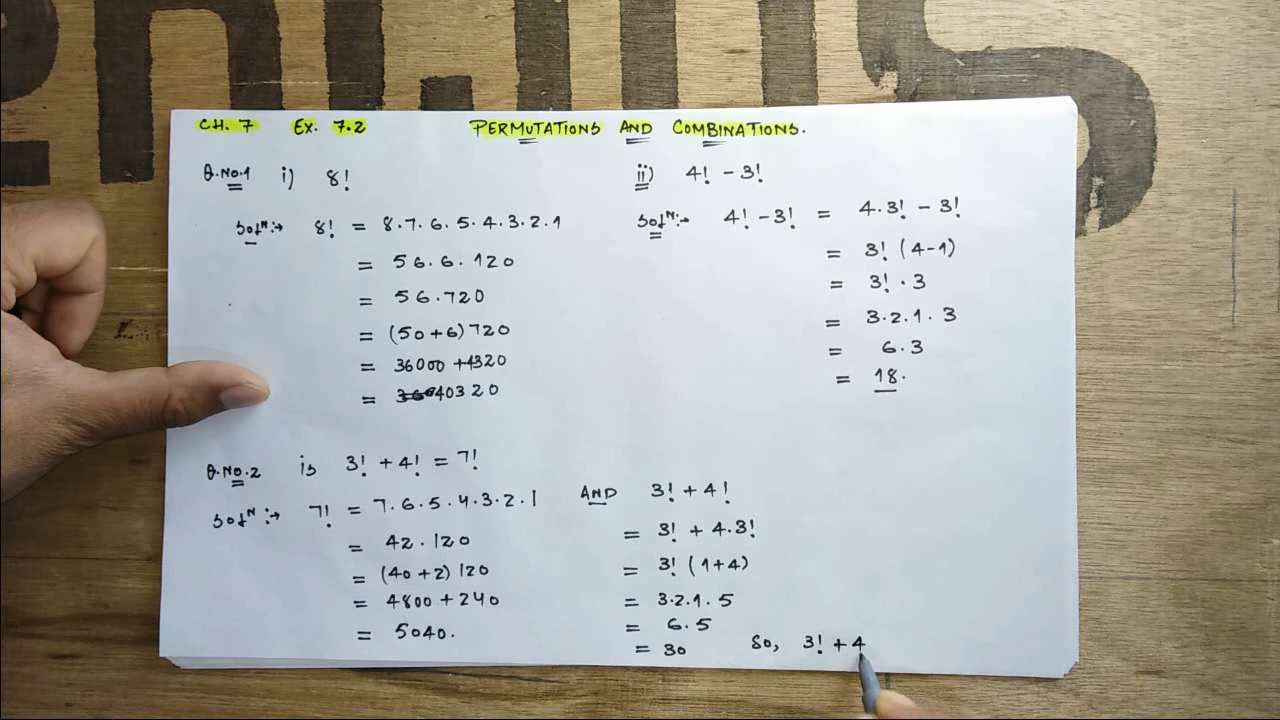 CH. 7 Ex. 7.2 PERMUTATIONS AND COMBINATIONS.
Q.No.1 i) 8!
Solᴺ:→ 8! = 8.7.6.5.4.3.2.1
= 56.6.120
= 56.720
= (50+6)720
= 36000 + 4320
= 40320
ii) 4! - 3!
Solᴺ:→ 4! - 3! = 4.3! - 3!
= 3! (4-1)
= 3! . 3
= 3.2.1.3
= 6.3
= 18.
Q.No.2 is 3! + 4! = 7!
Solᴺ:→ 7! = 7.6.5.4.3.2.1
= 42.120
= (40+2)120
= 4800 + 240
= 5040.
AND 3! + 4!
= 3! + 4.3!
= 3! (1+4)
= 3.2.1.5
= 6.5
= 30
So, 3! + 4